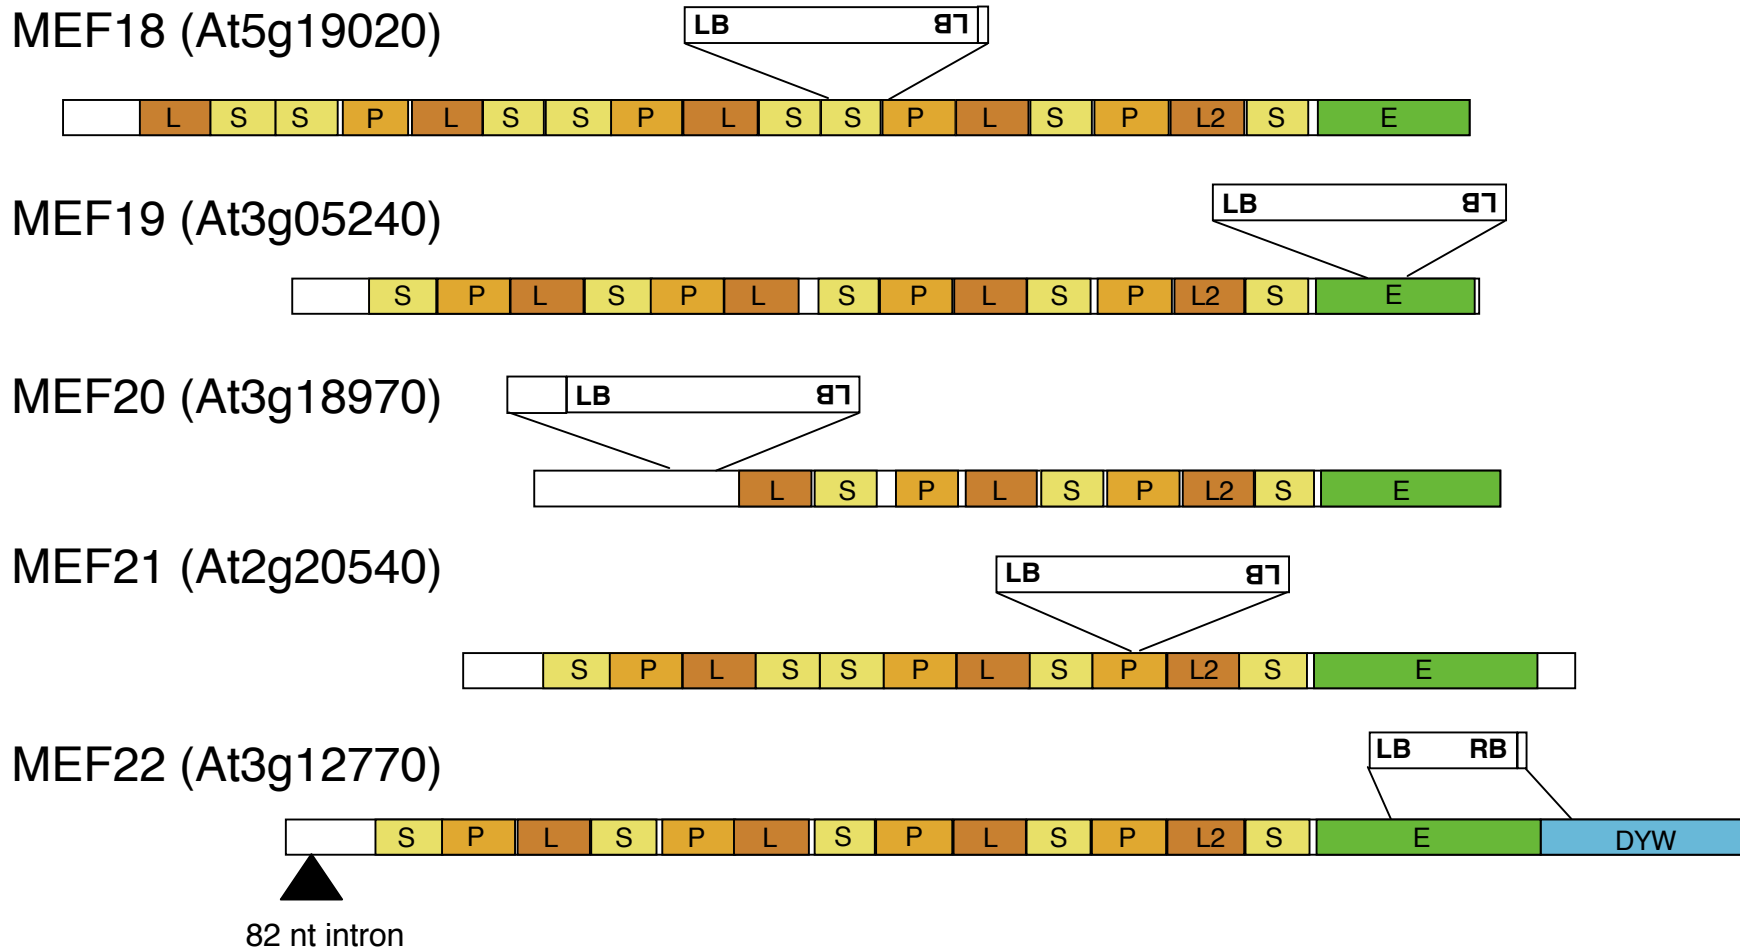 MEF18 (At5g19020)
LB LB
L S S P L S S P L S S P L S P L2 S E
MEF19 (At3g05240)
LB LB
S P L S P L S P L S P L2 S E
MEF20 (At3g18970)
LB LB
L S P L S P L2 S E
MEF21 (At2g20540)
LB LB
S P L S S P L S P L2 S E
MEF22 (At3g12770)
LB RB
S P L S P L S P L S P L2 S E DYW
82 nt intron